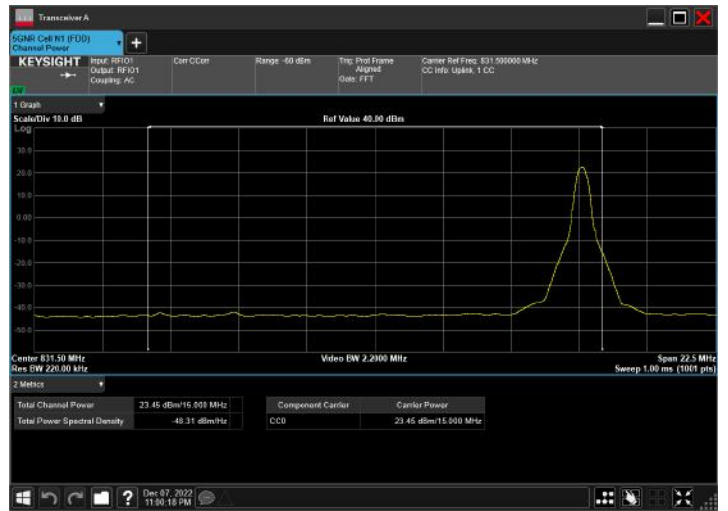 Transceiver A
5GNR Cell N1 (FDD)
Channel Power
+
KEYSIGHT
LV
Input: RFIO1
Output: RFIO1
Coupling: AC
Corr CCorr
Range -60 dBm
Trig: Prot Frame
Aligned
Gate: FFT
Carrier Ref Freq: 831.500000 MHz
CC Info: Uplink, 1 CC
1 Graph
Scale/Div 10.0 dB
Ref Value 40.00 dBm
Log
30.0
20.0
10.0
0.00
-10.0
-20.0
-30.0
-40.0
-50.0
Center 831.50 MHz
Video BW 2.2000 MHz
Span 22.5 MHz
Res BW 220.00 kHz
Sweep 1.00 ms (1001 pts)
2 Metrics
Total Channel Power 23.45 dBm/15.000 MHz
Total Power Spectral Density -48.31 dBm/Hz
Component Carrier Carrier Power
CC0 23.45 dBm/15.000 MHz
?
Dec 07, 2022
11:00:18 PM